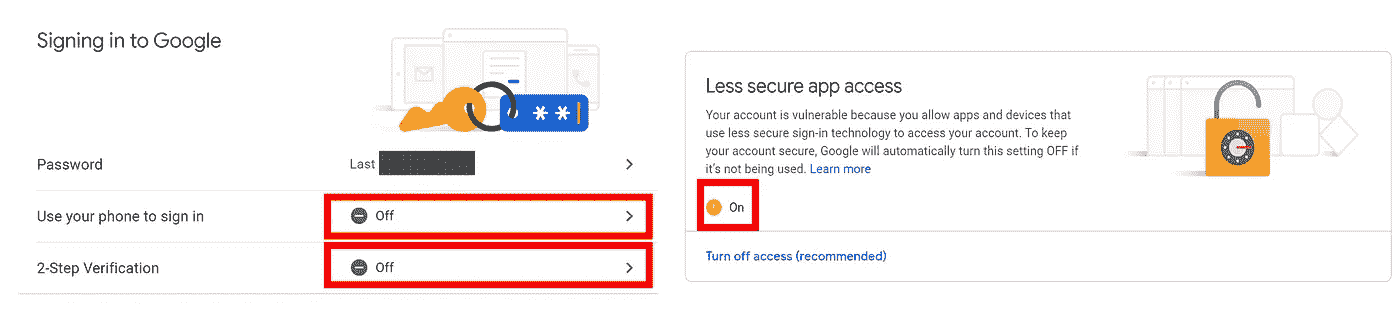 Signing in to Google
**
Password
Last
Use your phone to sign in
Off
2-Step Verification
Off
Less secure app access
Your account is vulnerable because you allow apps and devices that
use less secure sign-in technology to access your account. To keep
your account secure, Google will automatically turn this setting OFF if
it's not being used. Learn more
On
Turn off access (recommended)